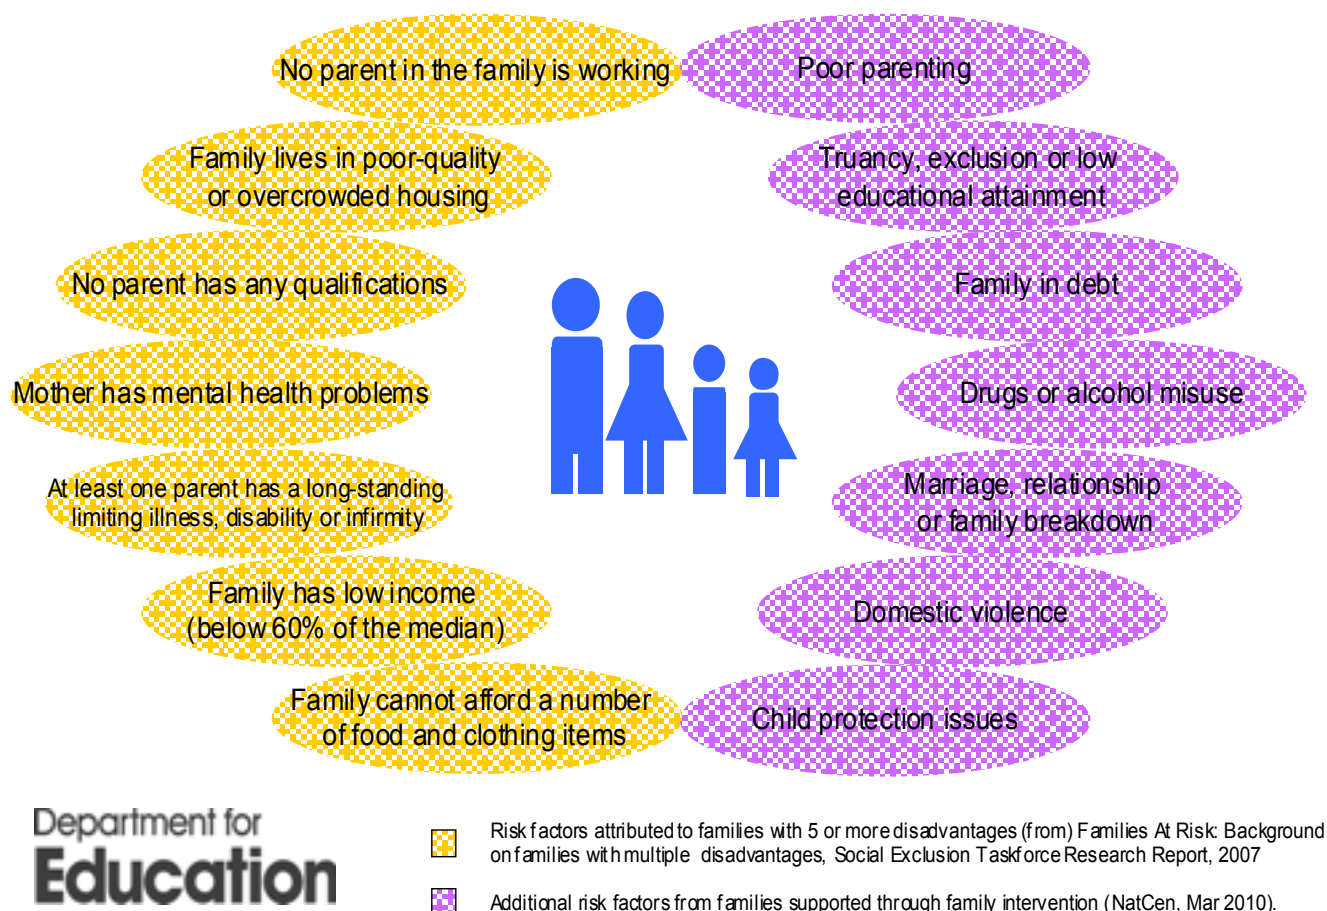 No parent in the family is working
Poor parenting
Family lives in poor-quality
or overcrowded housing
Truancy, exclusion or low
educational attainment
No parent has any qualifications
Family in debt
Mother has mental health problems
Drugs or alcohol misuse
At least one parent has a long-standing
limiting illness, disability or infirmity
Marriage, relationship
or family breakdown
Family has low income
(below 60% of the median)
Domestic violence
Family cannot afford a number
of food and clothing items
Child protection issues
Department for
Education
Risk factors attributed to families with 5 or more disadvantages (from) Families At Risk: Background
on families with multiple disadvantages, Social Exclusion Taskforce Research Report, 2007
Additional risk factors from families supported through family intervention (NatCen, Mar 2010).